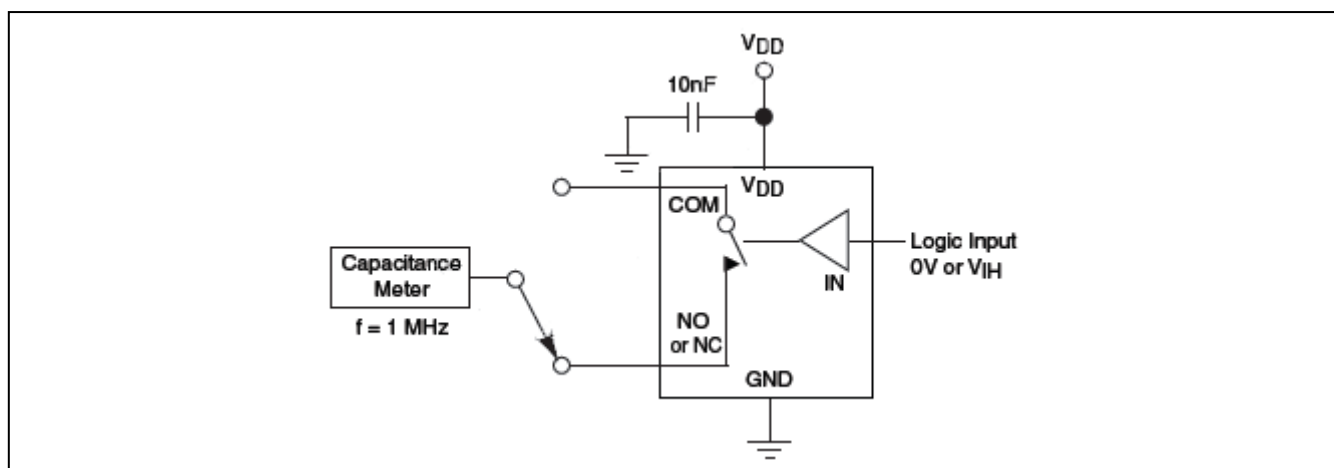 VDD
10nF
VDD
COM
Logic Input
0V or VIH
IN
Capacitance
Meter
f = 1 MHz
NO
or NC
GND